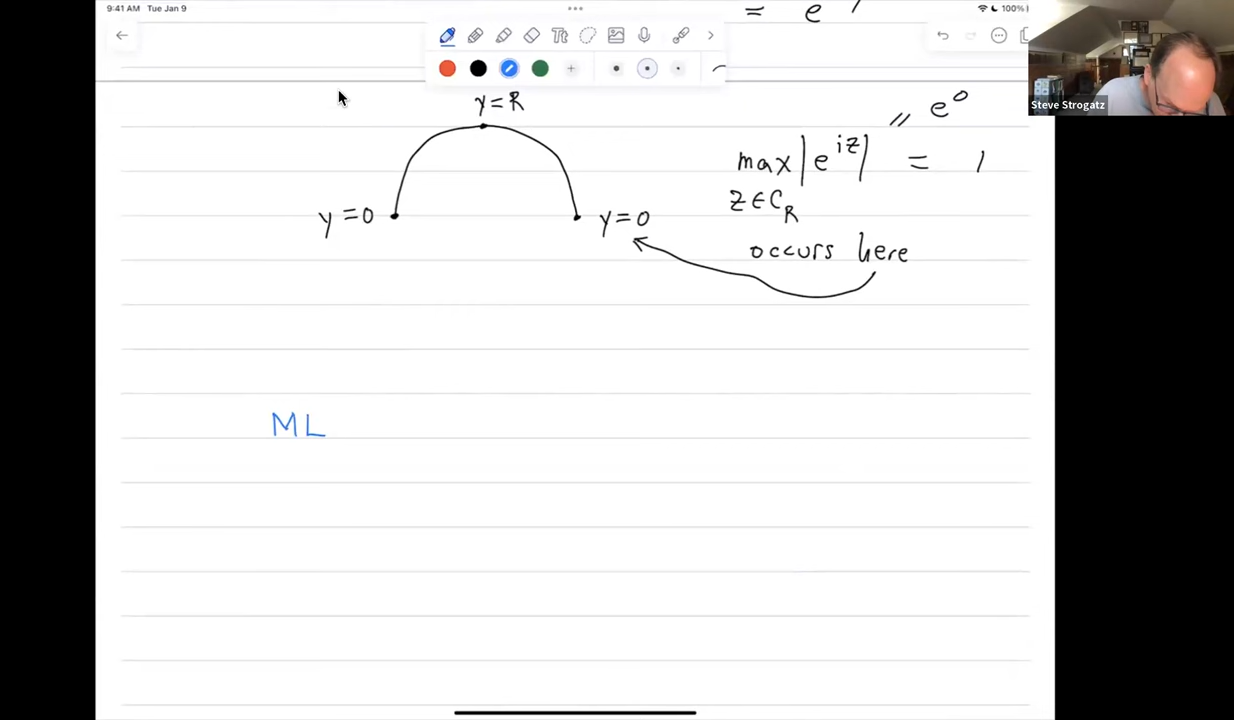 9:41 AM Tue Jan 9
100%
= e
Tt
Steve Strogatz
y = R
= e⁰
max |e^{iz}| = 1
z ∈ C_R
y = 0
y = 0
occurs here
ML